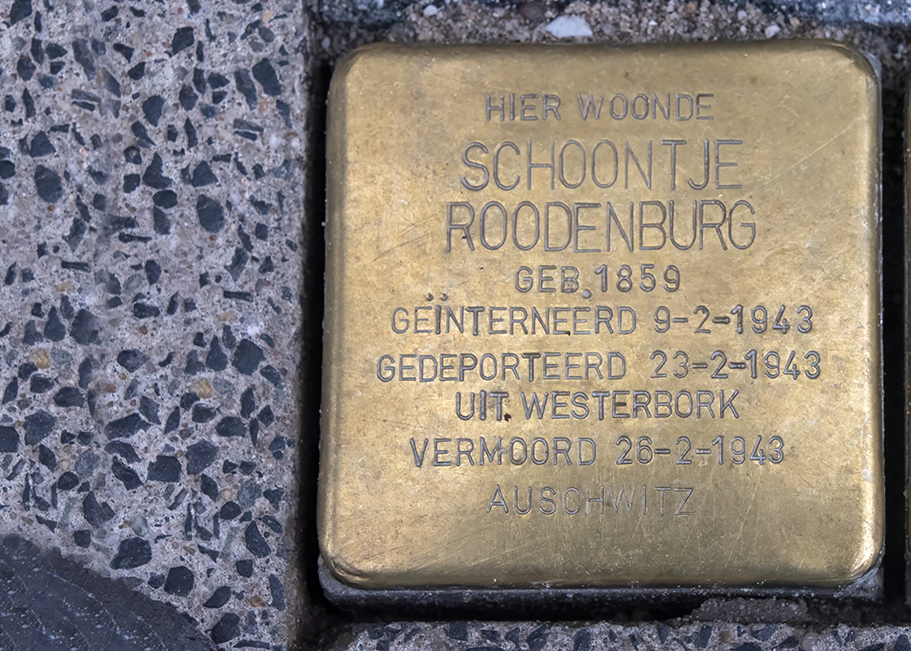 HIER WOONDE
SCHOONTJE
ROODENBURG
GEB.1859
GEÏNTERNEERD 9-2-1943
GEDEPORTEERD 23-2-1943
UIT WESTERBORK
VERMOORD 26-2-1943
AUSCHWITZ